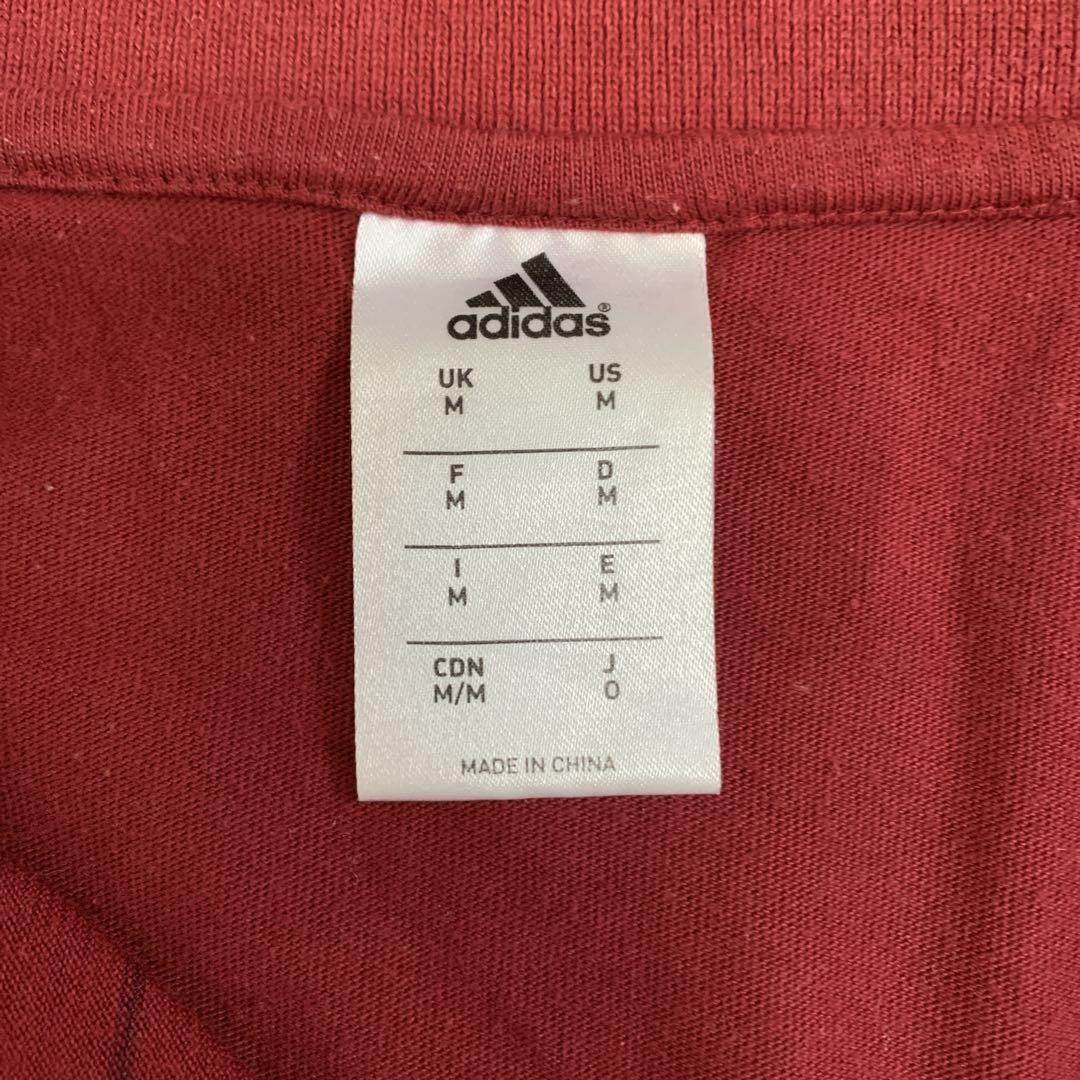 adidas®
UK US
M M
F D
M M
I E
M M
CDN J
M/M O
MADE IN CHINA